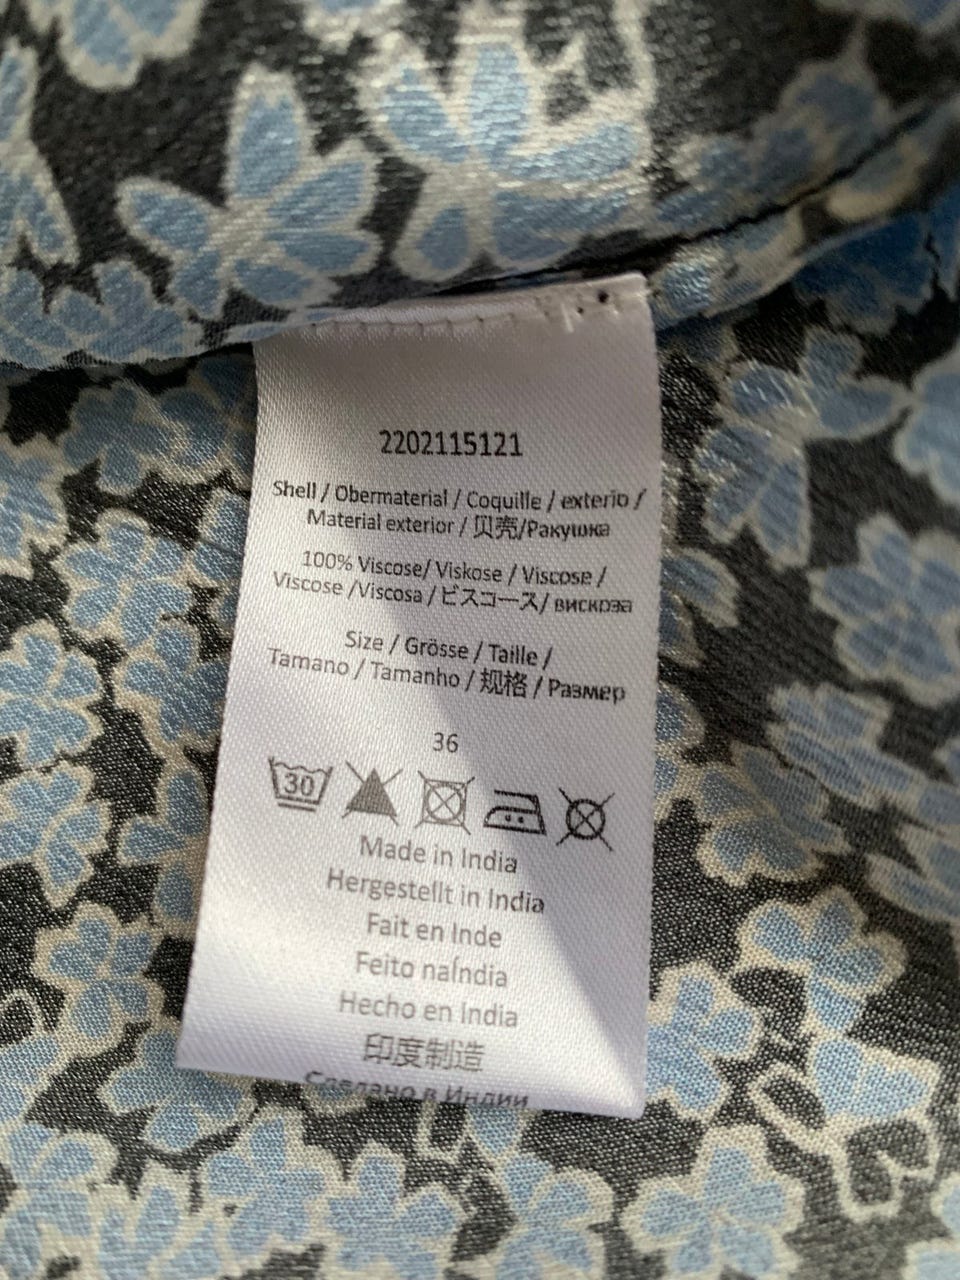 2202115121
Shell / Obermaterial / Coquille / exterio /
Material exterior / 贝壳/Ракушка
100% Viscose/ Viskose / Viscose /
Viscose /Viscosa / ビスコース/ вискоза
Size / Grösse / Taille /
Tamano / Tamanho / 规格 / Размер
36
30
Made in India
Hergestellt in India
Fait en Inde
Feito naÍndia
Hecho en India
印度制造
Сделано в Индии